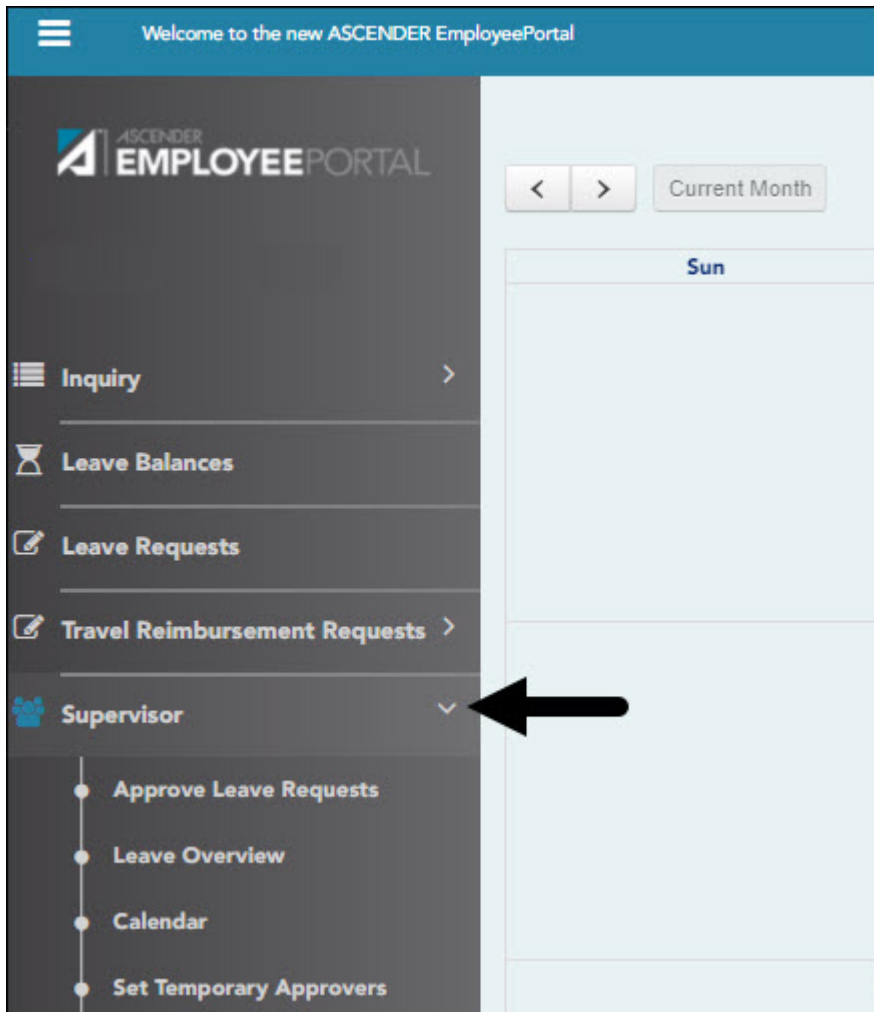 Welcome to the new ASCENDER EmployeePortal
ASCENDER
EMPLOYEEPORTAL
Current Month
Sun
Inquiry
Leave Balances
Leave Requests
Travel Reimbursement Requests
Supervisor
Approve Leave Requests
Leave Overview
Calendar
Set Temporary Approvers